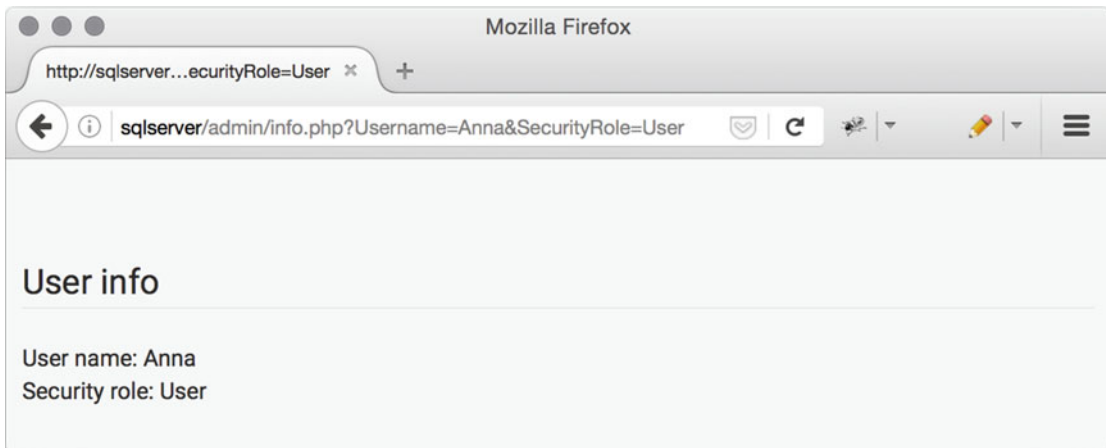 Mozilla Firefox
http://sqlserver...ecurityRole=User
sqlserver/admin/info.php?Username=Anna&SecurityRole=User
User info
User name: Anna
Security role: User